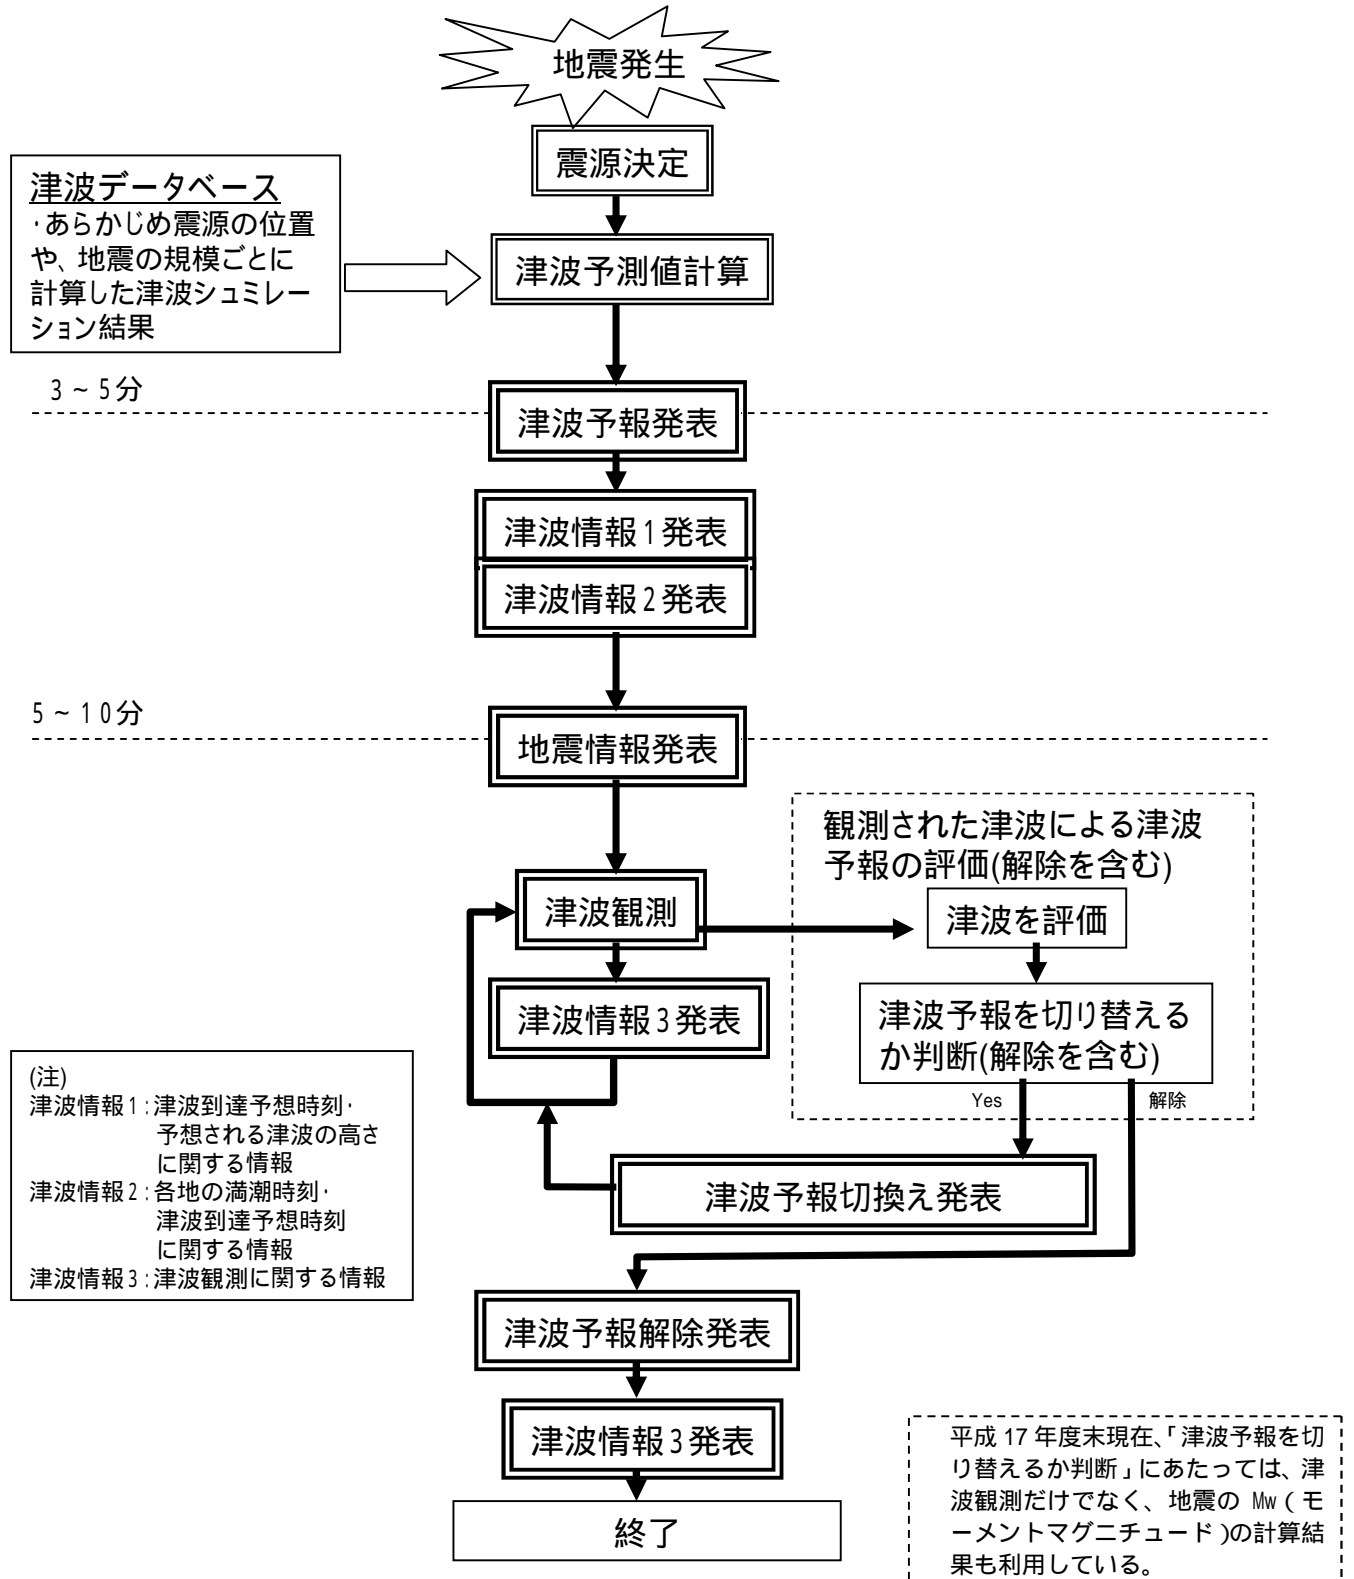 地震発生
震源決定
津波データベース
・あらかじめ震源の位置
や、地震の規模ごとに
計算した津波シュミレー
ション結果
津波予測値計算
3～5分
津波予報発表
津波情報1発表
津波情報2発表
5～10分
地震情報発表
観測された津波による津波
予報の評価(解除を含む)
津波観測
津波を評価
津波情報3発表
津波予報を切り替える
か判断(解除を含む)
Yes
解除
(注)
津波情報1:津波到達予想時刻・
予想される津波の高さ
に関する情報
津波情報2:各地の満潮時刻・
津波到達予想時刻
に関する情報
津波情報3:津波観測に関する情報
津波予報切換え発表
津波予報解除発表
津波情報3発表
終了
平成 17 年度末現在、「津波予報を切
り替えるか判断」にあたっては、津
波観測だけでなく、地震の Mw（モ
ーメントマグニチュード）の計算結
果も利用している。